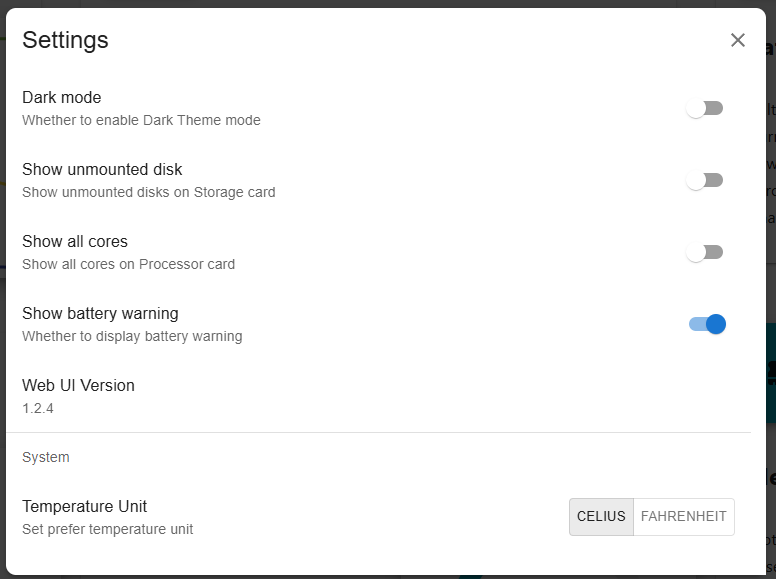 Settings
Dark mode
Whether to enable Dark Theme mode
Show unmounted disk
Show unmounted disks on Storage card
Show all cores
Show all cores on Processor card
Show battery warning
Whether to display battery warning
Web UI Version
1.2.4
System
Temperature Unit
Set prefer temperature unit
CELIUS FAHRENHEIT